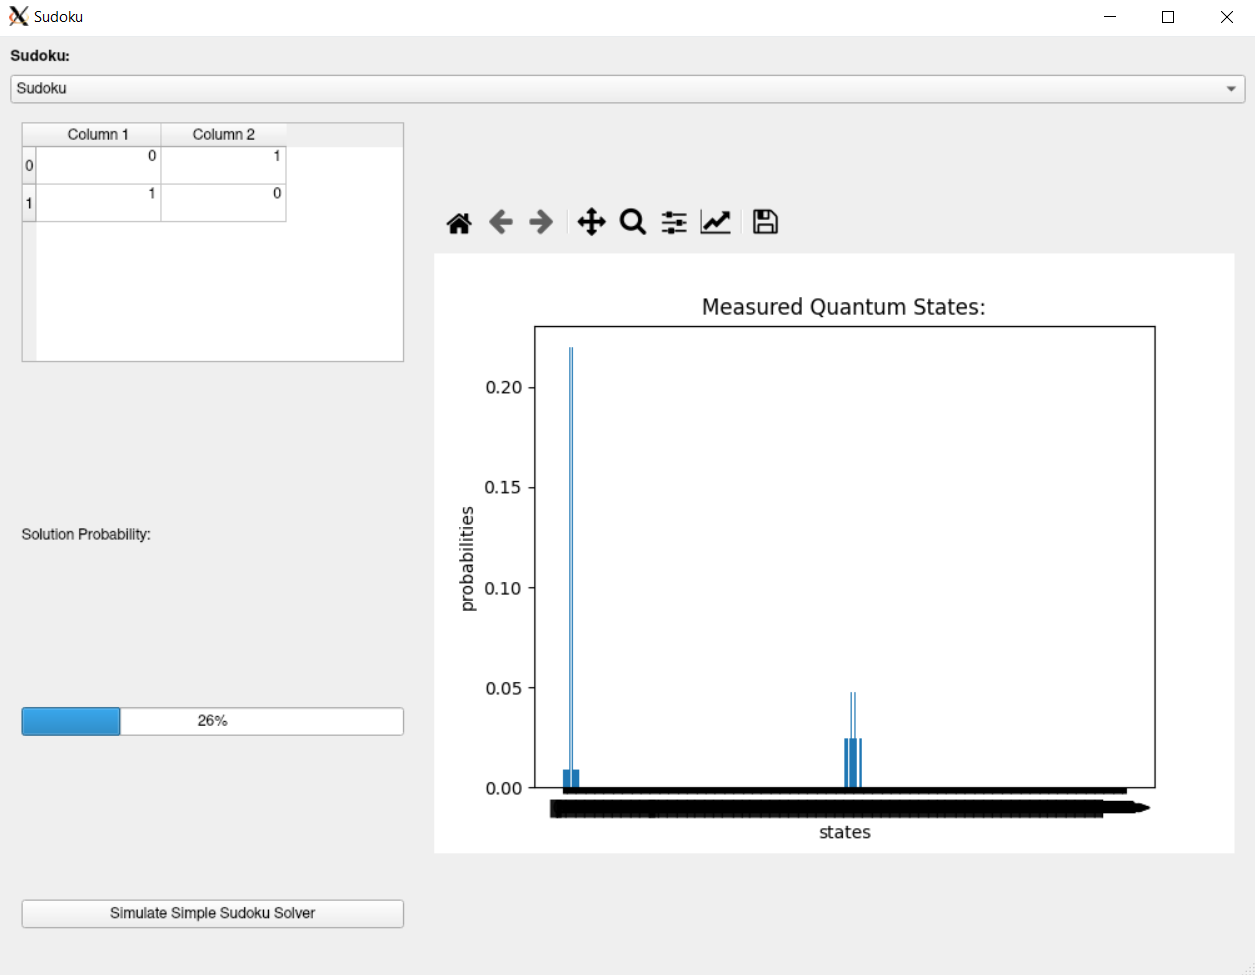 Sudoku
Sudoku:
Sudoku
Column 1 Column 2
0 0 1
1 1 0
Solution Probability:
26%
Simulate Simple Sudoku Solver
Measured Quantum States:
probabilities
0.20
0.15
0.10
0.05
0.00
states